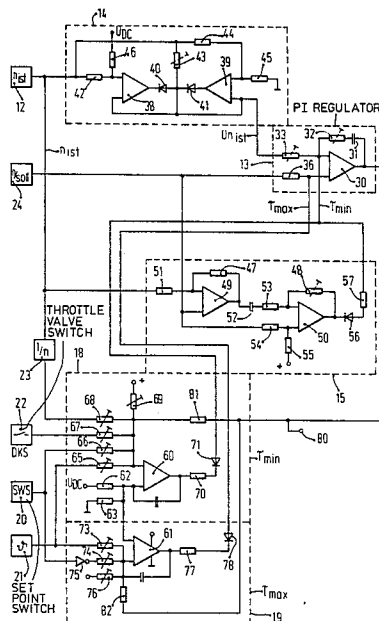 14
UDC
44
46
43
45
nist
42
40
39
12
38
41
PI REGULATOR
Unist
32
33
31
nist
13
30
nsoll
36
24
Tmax
Tmin
47
48
57
51
49
53
52
50
56
THROTTLE
VALVE
SWITCH
54
55
+
1/n
18
15
23
+
68
69
81
22
67
71
80
DKS
66
65
60
SWS
UDC
62
70
Tmin
20
63
61
73
78
21
74
77
75
SET
POINT
SWITCH
76
Tmax
82
19